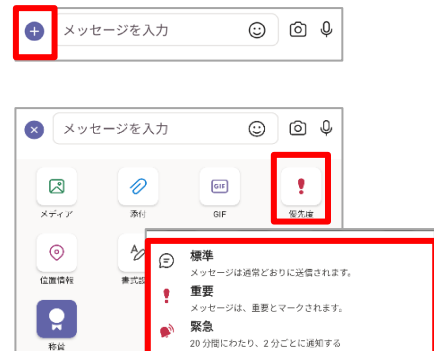 メッセージを入力
メッセージを入力
メディア
添付
GIF
GIF
優先度
位置情報
書式設
称賛
標準
メッセージは通常どおりに送信されます。
重要
メッセージは、重要とマークされます。
緊急
20 分間にわたり、2 分ごとに通知する